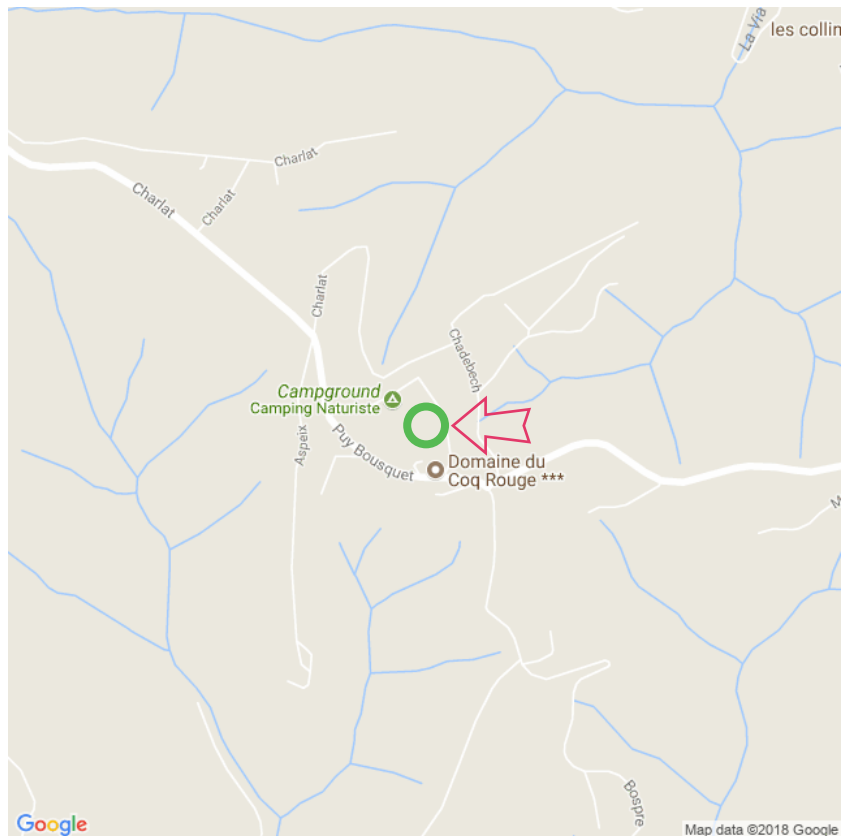 La Via
les collin
Charlat
Charlat
Charlat
Charlat
Chadebech
Campground
Camping Naturiste
Aspeix
Puy Bousquet
Domaine du
Coq Rouge ***
M
Bospre
Google
Map data ©2018 Google